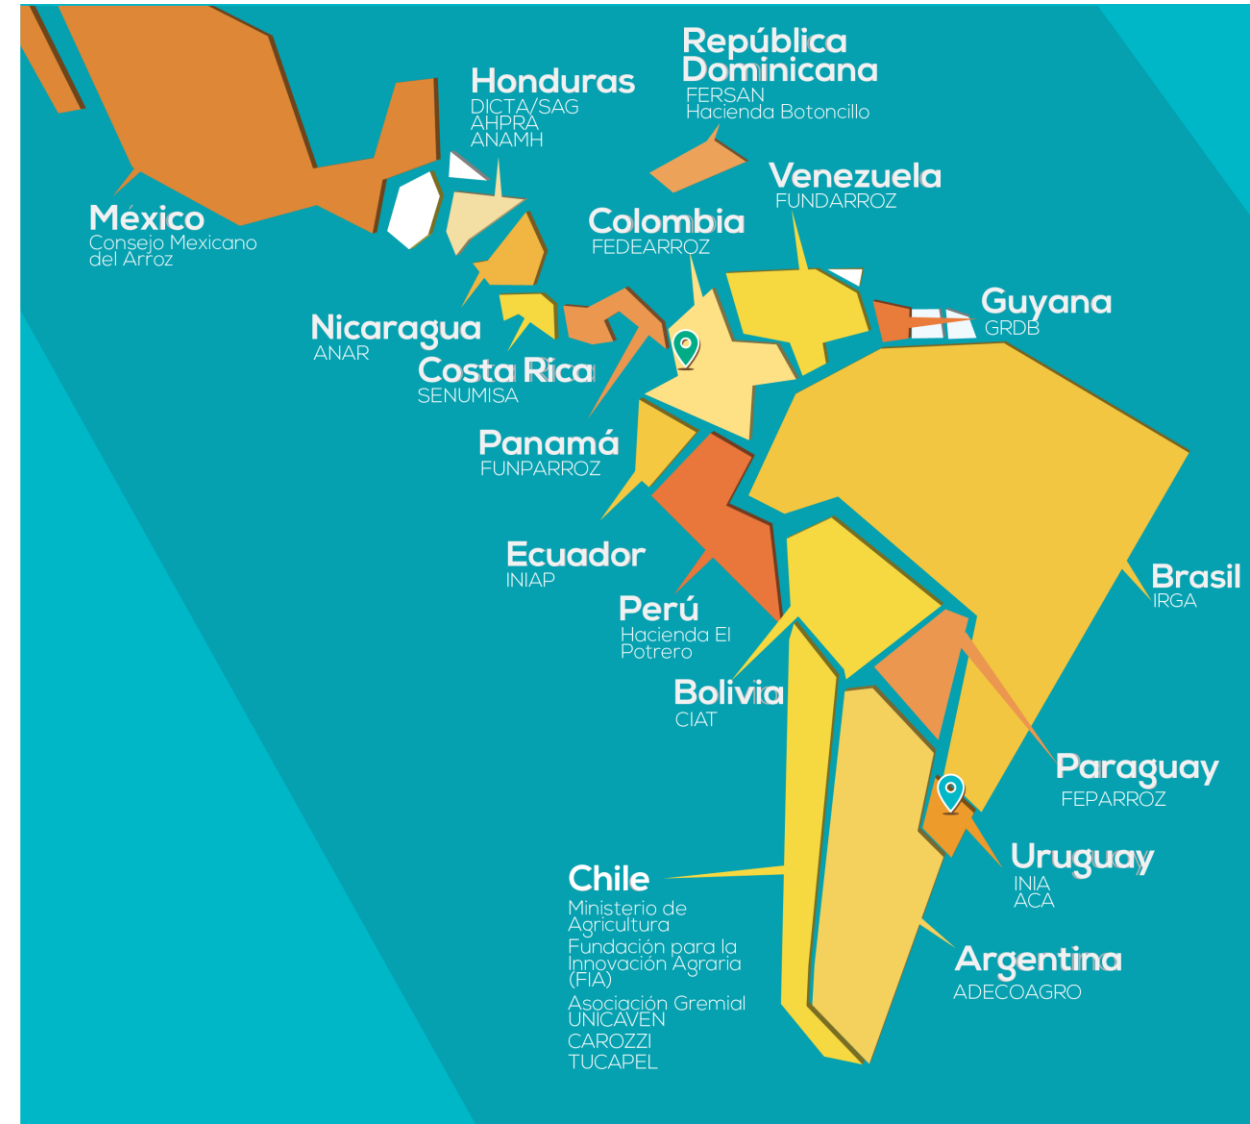 República
Dominicana
FERSAN
Hacienda Botoncillo
Honduras
DICTA/SAG
AHPRA
ANAMH
Venezuela
FUNDARROZ
México
Consejo Mexicano
del Arroz
Colombia
FEDEARROZ
Guyana
GRDB
Nicaragua
ANAR
Costa Rica
SENUMISA
Panamá
FUNPARROZ
Ecuador
INIAP
Brasil
IRGA
Perú
Hacienda El
Potrero
Bolivia
CIAT
Paraguay
FEPARROZ
Uruguay
INIA
ACA
Chile
Ministerio de
Agricultura
Fundación para la
Innovación Agraria
(FIA)
Asociación Gremial
UNICAVEN
CAROZZI
TUCAPEL
Argentina
ADECOAGRO